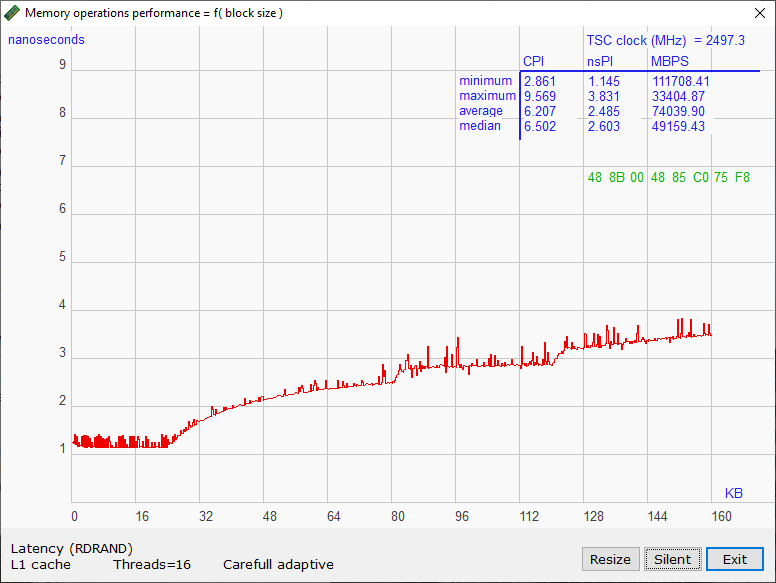 Memory operations performance = f( block size )
nanoseconds
TSC clock (MHz) = 2497.3
CPI nsPI MBPS
minimum 2.861 1.145 111708.41
maximum 9.569 3.831 33404.87
average 6.207 2.485 74039.90
median 6.502 2.603 49159.43
48 8B 00 48 85 C0 75 F8
9
8
7
6
5
4
3
2
1
KB
0 16 32 48 64 80 96 112 128 144 160
Latency (RDRAND)
L1 cache Threads=16 Carefull adaptive
Resize Silent Exit